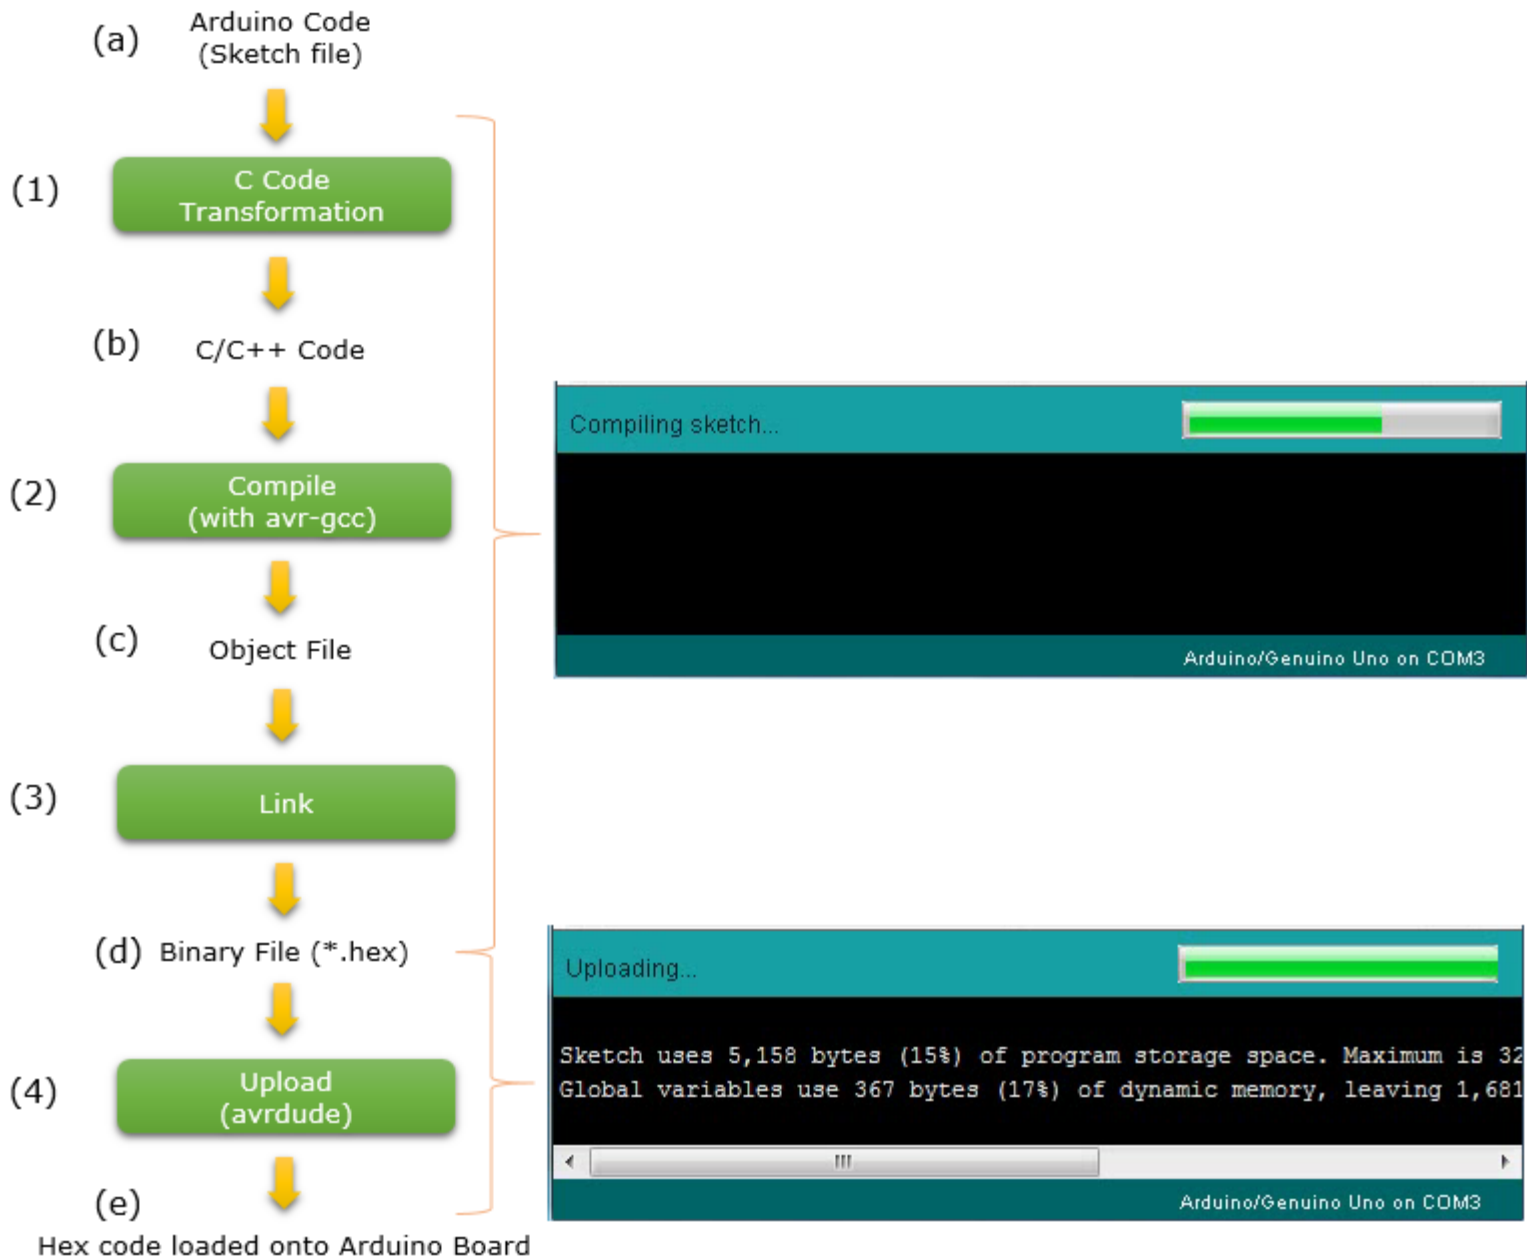 (a)
Arduino Code
(Sketch file)
(1)
C Code
Transformation
(b)
C/C++ Code
(2)
Compile
(with avr-gcc)
(c)
Object File
(3)
Link
(d)
Binary File (*.hex)
(4)
Upload
(avrdude)
(e)
Hex code loaded onto Arduino Board
Compiling sketch...
Arduino/Genuino Uno on COM3
Uploading...
Sketch uses 5,158 bytes (15%) of program storage space. Maximum is 32
Global variables use 367 bytes (17%) of dynamic memory, leaving 1,681
Arduino/Genuino Uno on COM3